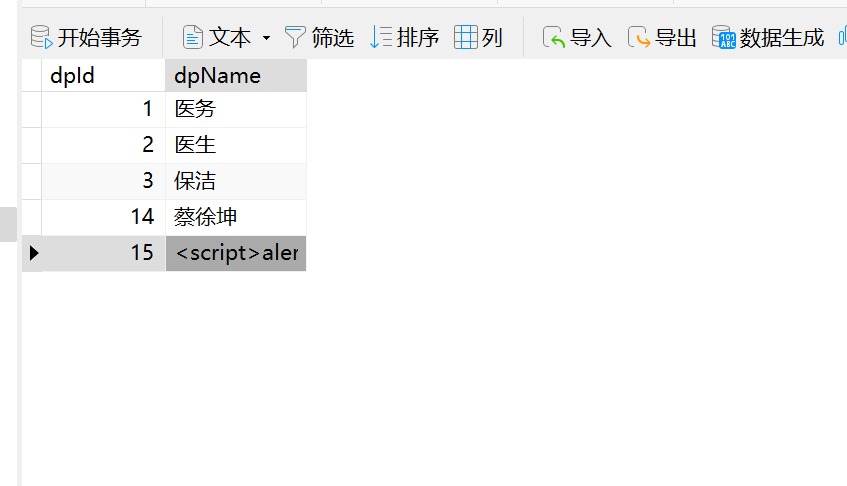 开始事务 文本 筛选 排序 列 导入 导出 数据生成
dpId dpName
1 医务
2 医生
3 保洁
14 蔡徐坤
15 <script>aler